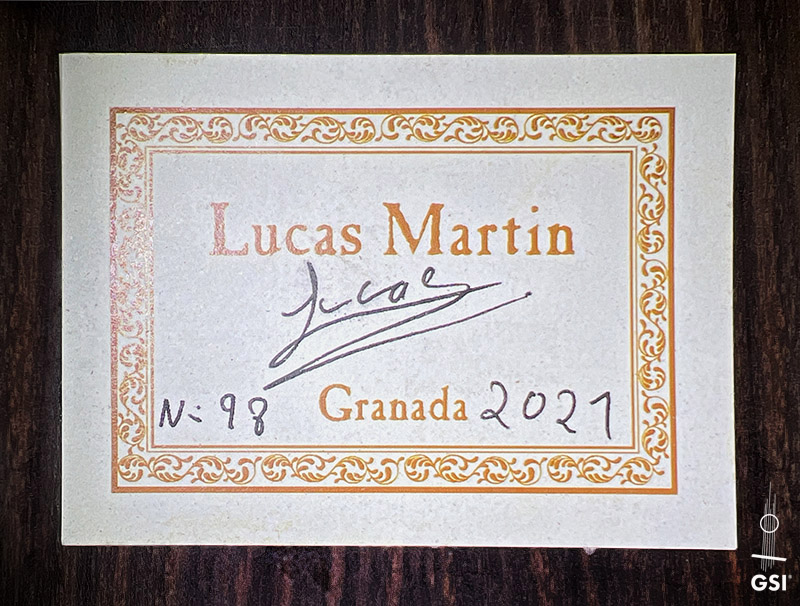 Lucas Martin
Lucas
N: 98 Granada 2021
GSI